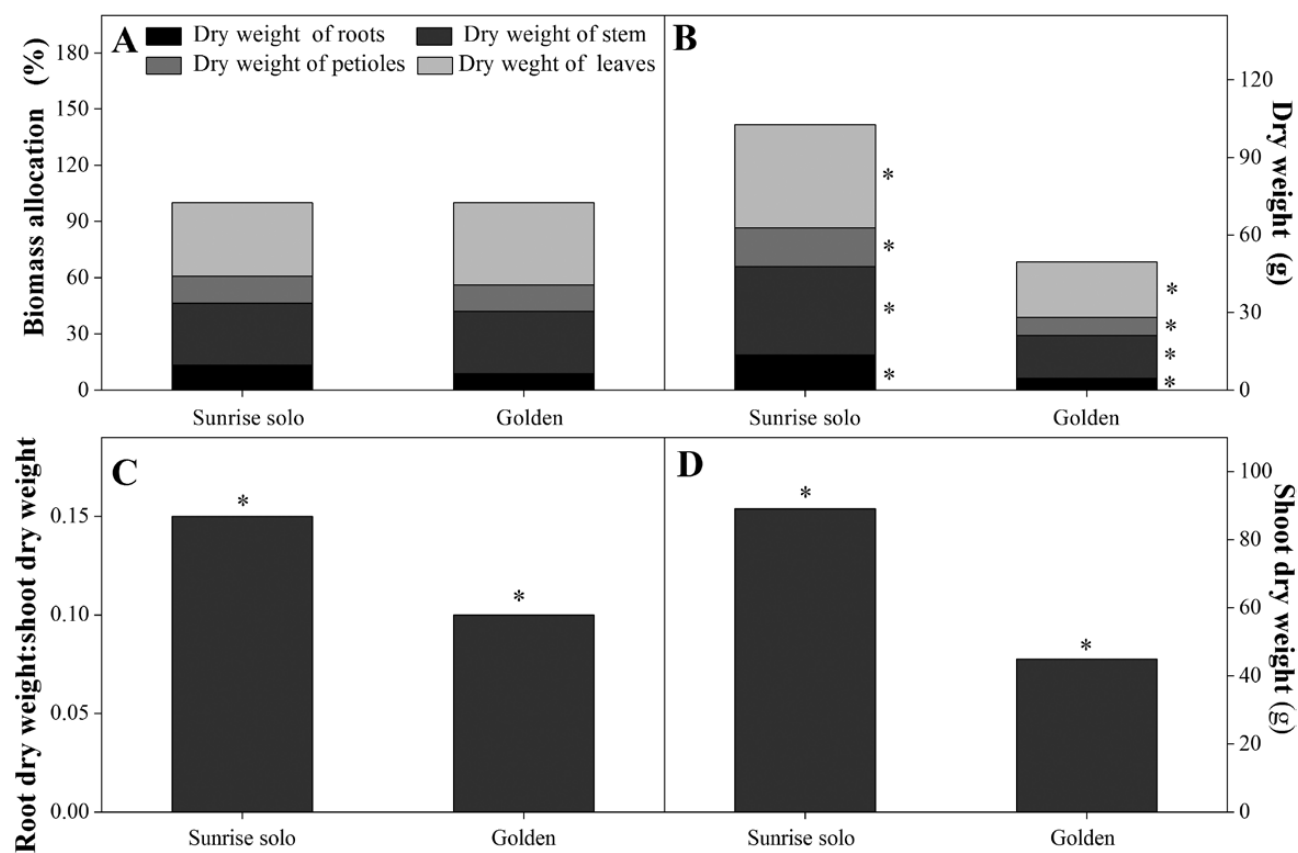 A
Dry weight of roots
Dry weight of stem
Dry weight of petioles
Dry weght of leaves
Biomass allocation (%)
180
150
120
90
60
30
0
Sunrise solo
Golden
B
*
*
*
*
*
*
*
*
120
90
60
30
0
Dry weight (g)
Sunrise solo
Golden
C
Root dry weight:shoot dry weight
0.15
0.10
0.05
0.00
*
*
Sunrise solo
Golden
D
*
*
100
80
60
40
20
0
Shoot dry weight (g)
Sunrise solo
Golden